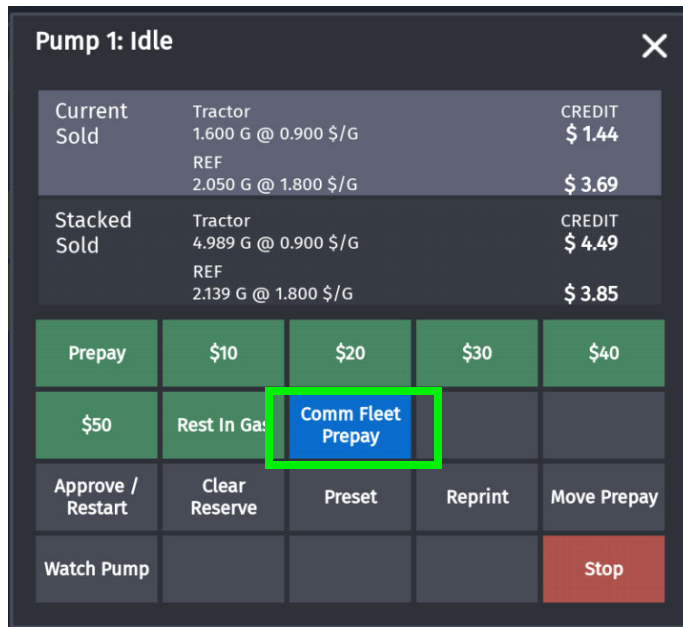 Pump 1: Idle
Current Sold
Tractor
CREDIT
1.600 G @ 0.900 $/G
$ 1.44
REF
2.050 G @ 1.800 $/G
$ 3.69
Stacked Sold
Tractor
CREDIT
4.989 G @ 0.900 $/G
$ 4.49
REF
2.139 G @ 1.800 $/G
$ 3.85
Prepay
$10
$20
$30
$40
$50
Rest In Gas
Comm Fleet
Prepay
Approve /
Restart
Clear
Reserve
Preset
Reprint
Move Prepay
Watch Pump
Stop